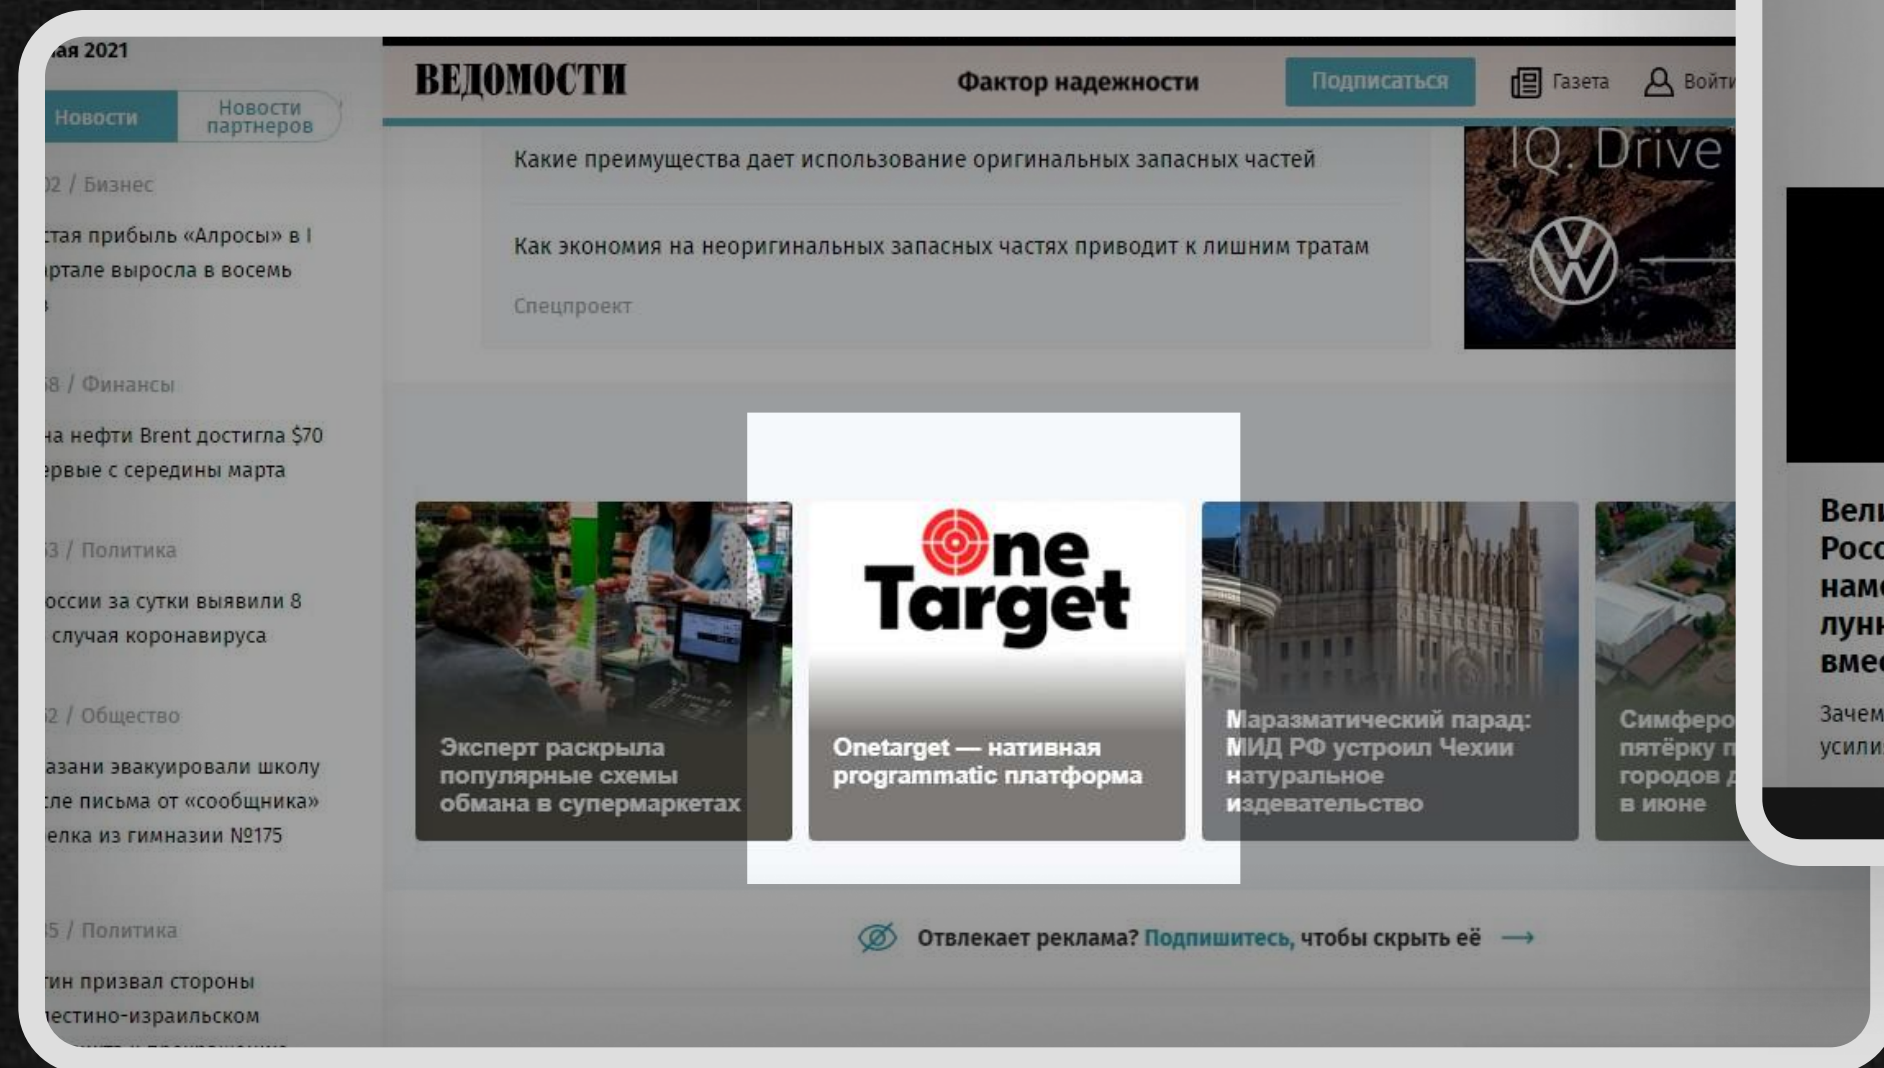 мая 2021
Новости
Новости
партнеров
02 / Бизнес
прибыль «Алросы» в I
выросла в восемь
/ Финансы
нефти Brent достигла $70
с середины марта
/ Политика
за сутки выявили 8
случая коронавируса
/ Общество
эвакуировали школу
письма от «сообщника»
из гимназии №175
/ Политика
призвал стороны
ВЕДОМОСТИ
Фактор надежности
Подписаться
Газета
Войти
Какие преимущества дает использование оригинальных запасных частей
Как экономия на неоригинальных запасных частях приводит к лишним тратам
Спецпроект
IQ. Drive
VW
Эксперт раскрыла
популярные схемы
обмана в супермаркетах
One
Target
Onetarget — нативная
programmatic платформа
Маразматический парад:
МИД РФ устроил Чехии
натуральное
издевательство
Симферо
пятёрку п
городов д
в июне
Отвлекает реклама? Подпишитесь, чтобы скрыть её →
Зачем